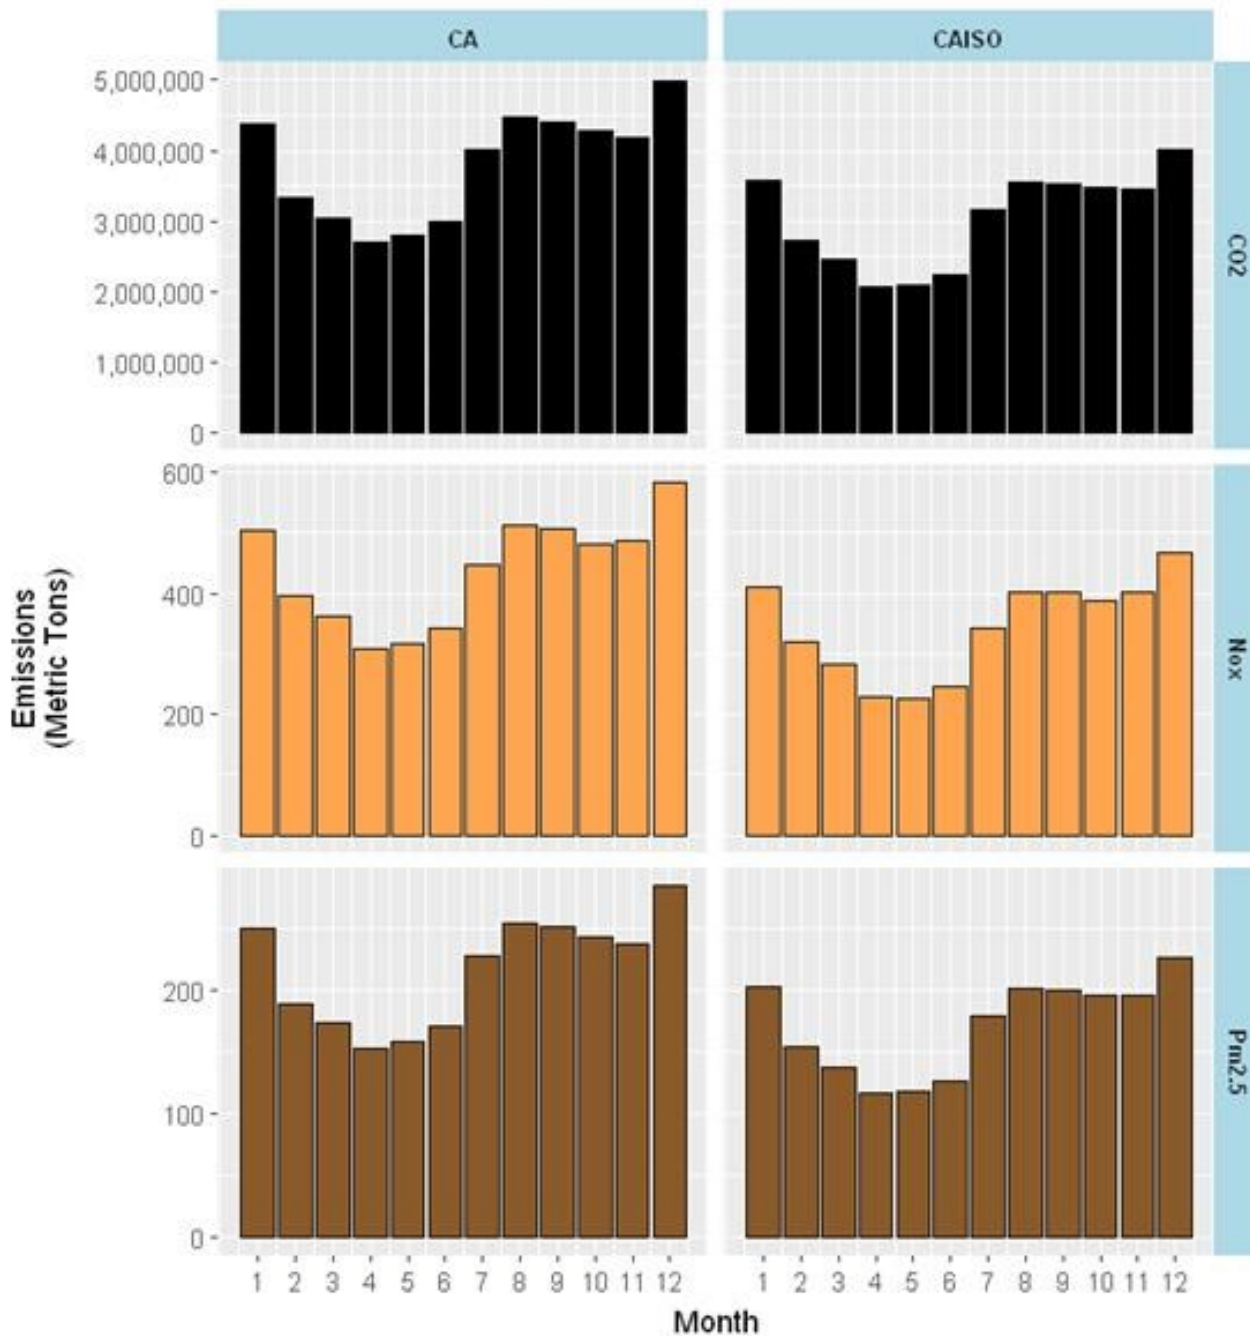 CA CAISO
5,000,000
4,000,000
3,000,000
2,000,000
1,000,000
0
CO2
600
400
200
0
Nox
Emissions
(Metric Tons)
200
100
0
Pm2.5
1 2 3 4 5 6 7 8 9 10 11 12 1 2 3 4 5 6 7 8 9 10 11 12
Month